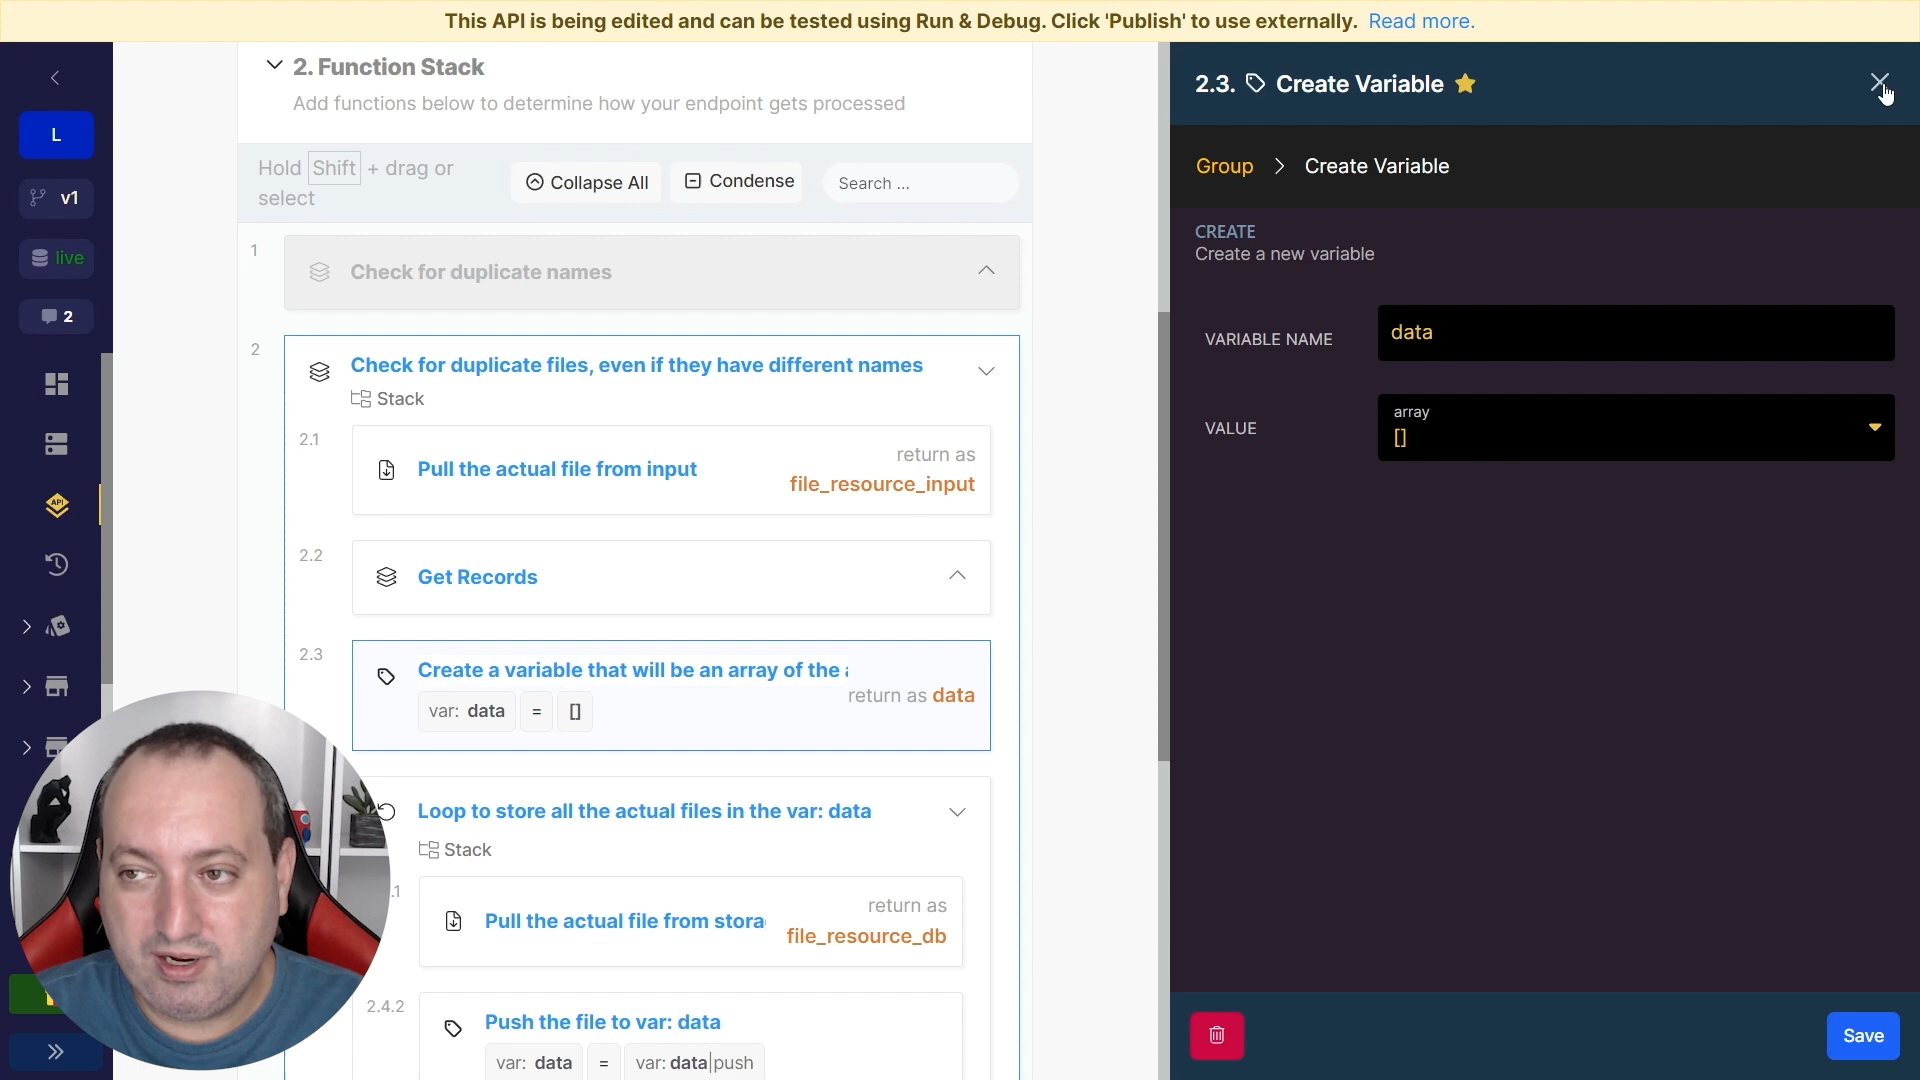 This API is being edited and can be tested using Run & Debug. Click 'Publish' to use externally. Read more.
L
v1
live
2
2. Function Stack
Add functions below to determine how your endpoint gets processed
Hold Shift + drag or select
Collapse All
Condense
Search ...
1
Check for duplicate names
2
Check for duplicate files, even if they have different names
Stack
2.1
Pull the actual file from input
return as
file_resource_input
2.2
Get Records
2.3
Create a variable that will be an array of the
return as data
var: data = []
Loop to store all the actual files in the var: data
Stack
.1
Pull the actual file from stora
return as
file_resource_db
2.4.2
Push the file to var: data
var: data = var: data|push
2.3. Create Variable
Group > Create Variable
CREATE
Create a new variable
VARIABLE NAME
data
VALUE
array
[]
Save
API